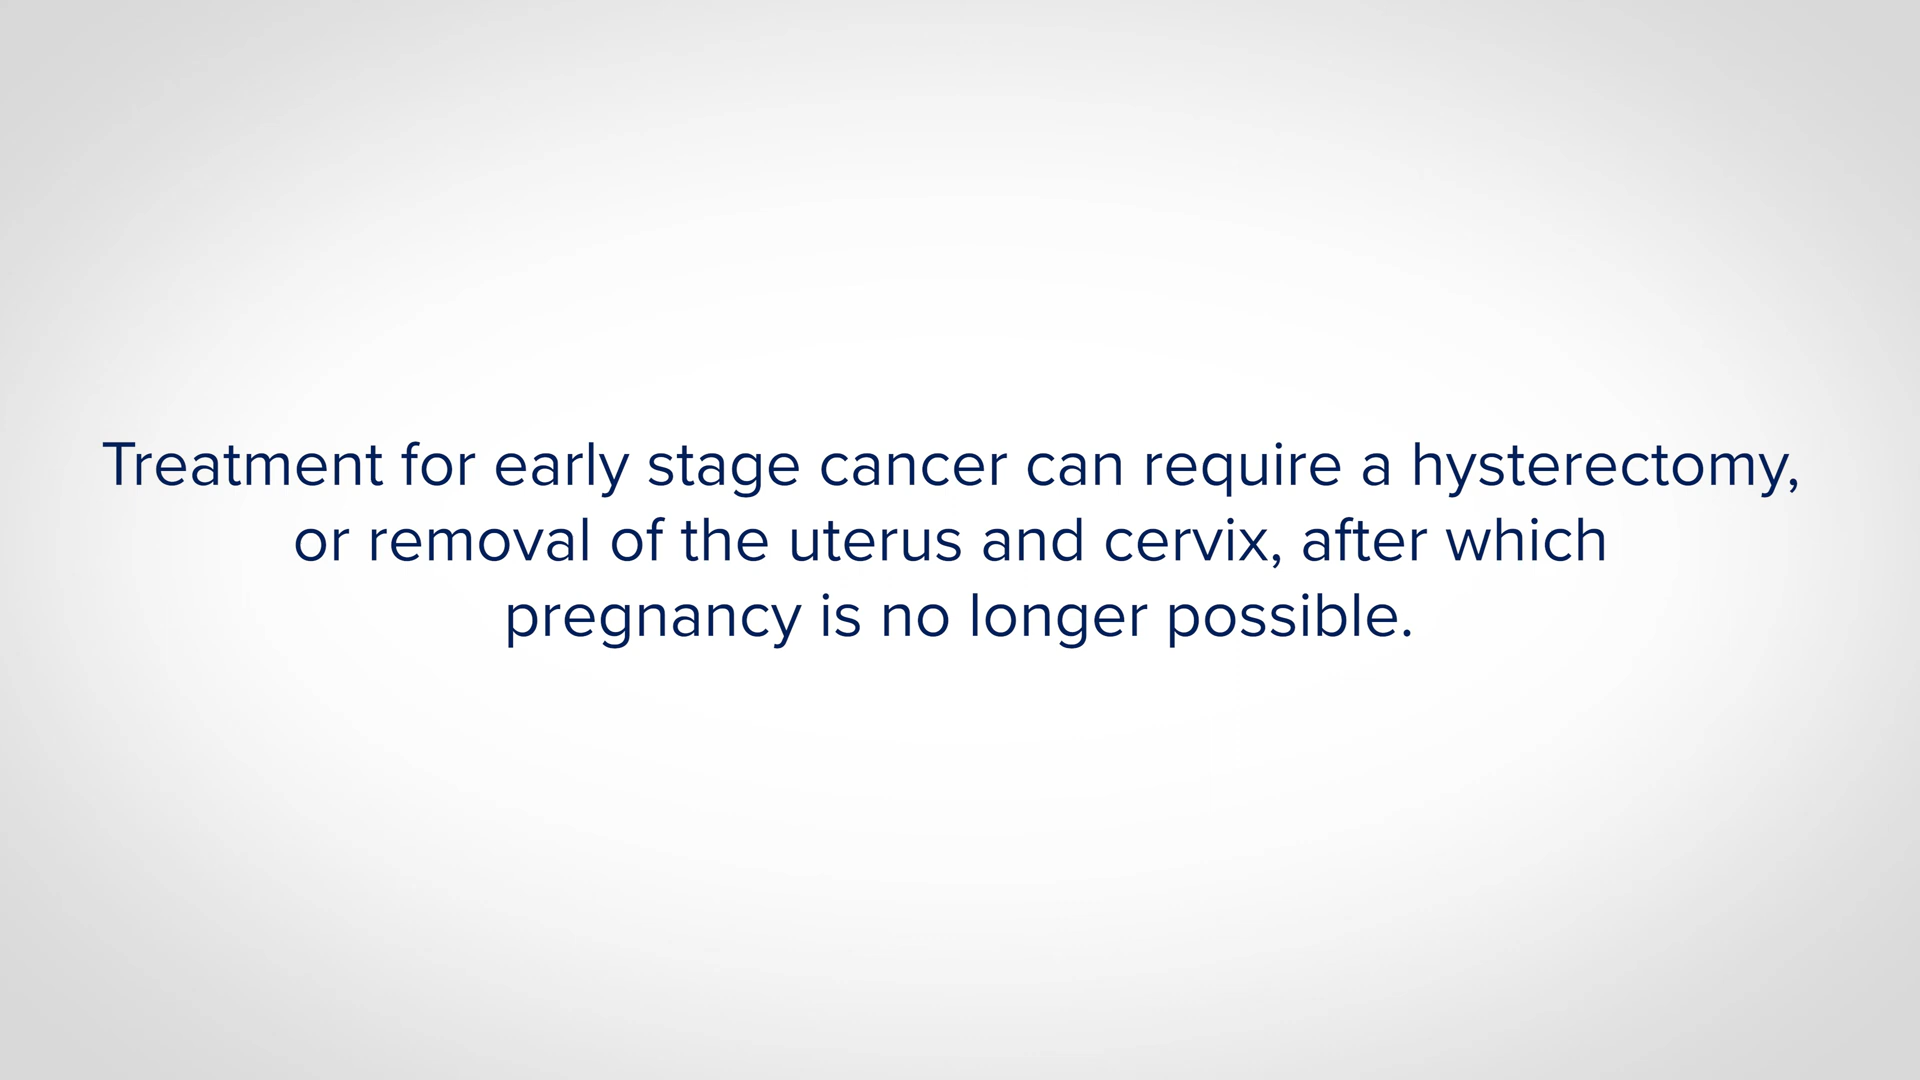 Treatment for early stage cancer can require a hysterectomy,
or removal of the uterus and cervix, after which
pregnancy is no longer possible.